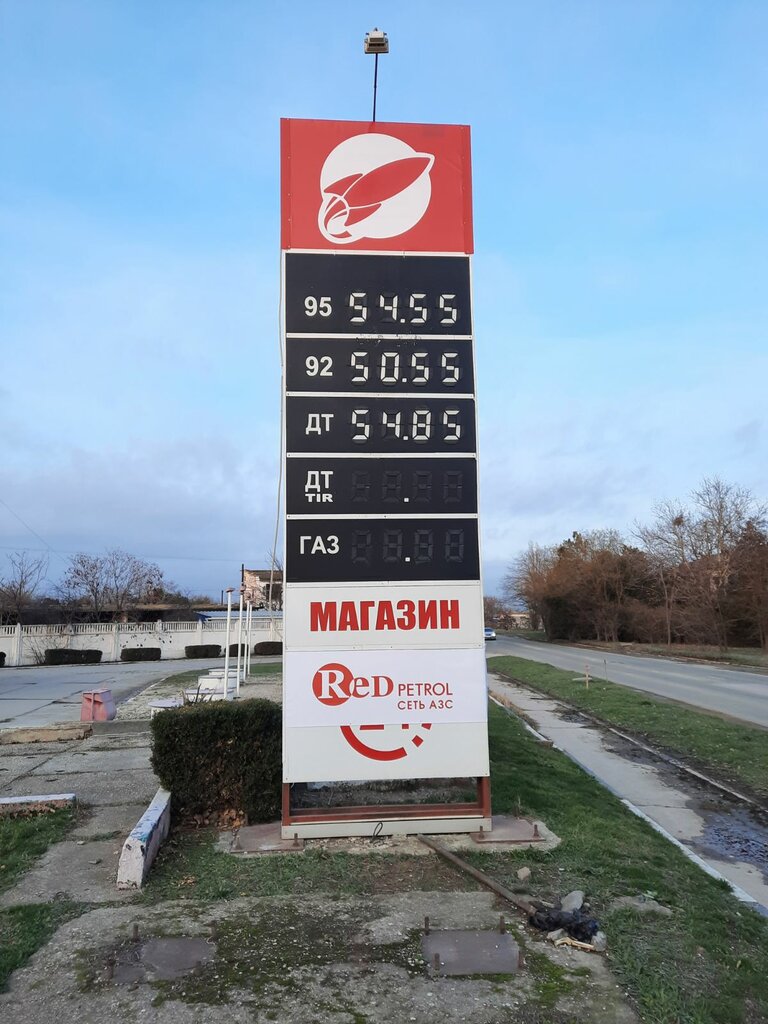 95 54.55
92 50.55
ДТ 54.85
ДТ
TIR
ГАЗ
МАГАЗИН
RED PETROL
СЕТЬ АЗС